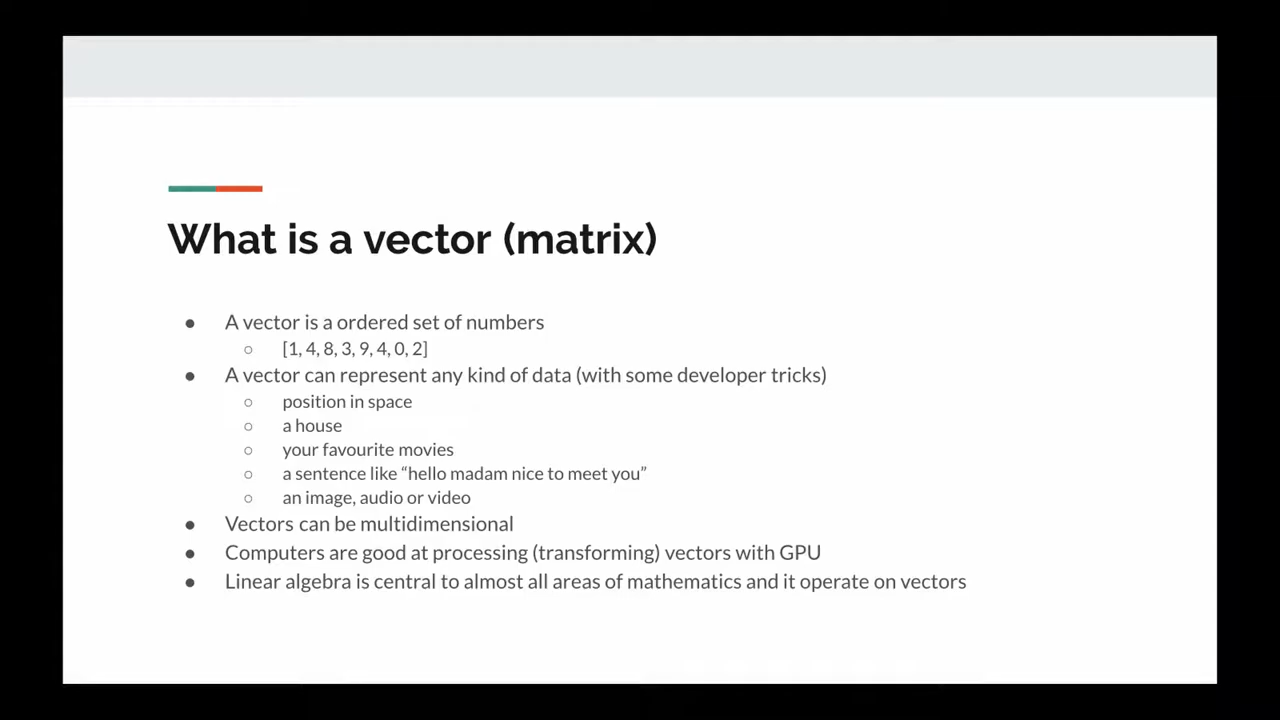 What is a vector (matrix)
● A vector is a ordered set of numbers
○ [1, 4, 8, 3, 9, 4, 0, 2]
● A vector can represent any kind of data (with some developer tricks)
○ position in space
○ a house
○ your favourite movies
○ a sentence like “hello madam nice to meet you”
○ an image, audio or video
● Vectors can be multidimensional
● Computers are good at processing (transforming) vectors with GPU
● Linear algebra is central to almost all areas of mathematics and it operate on vectors